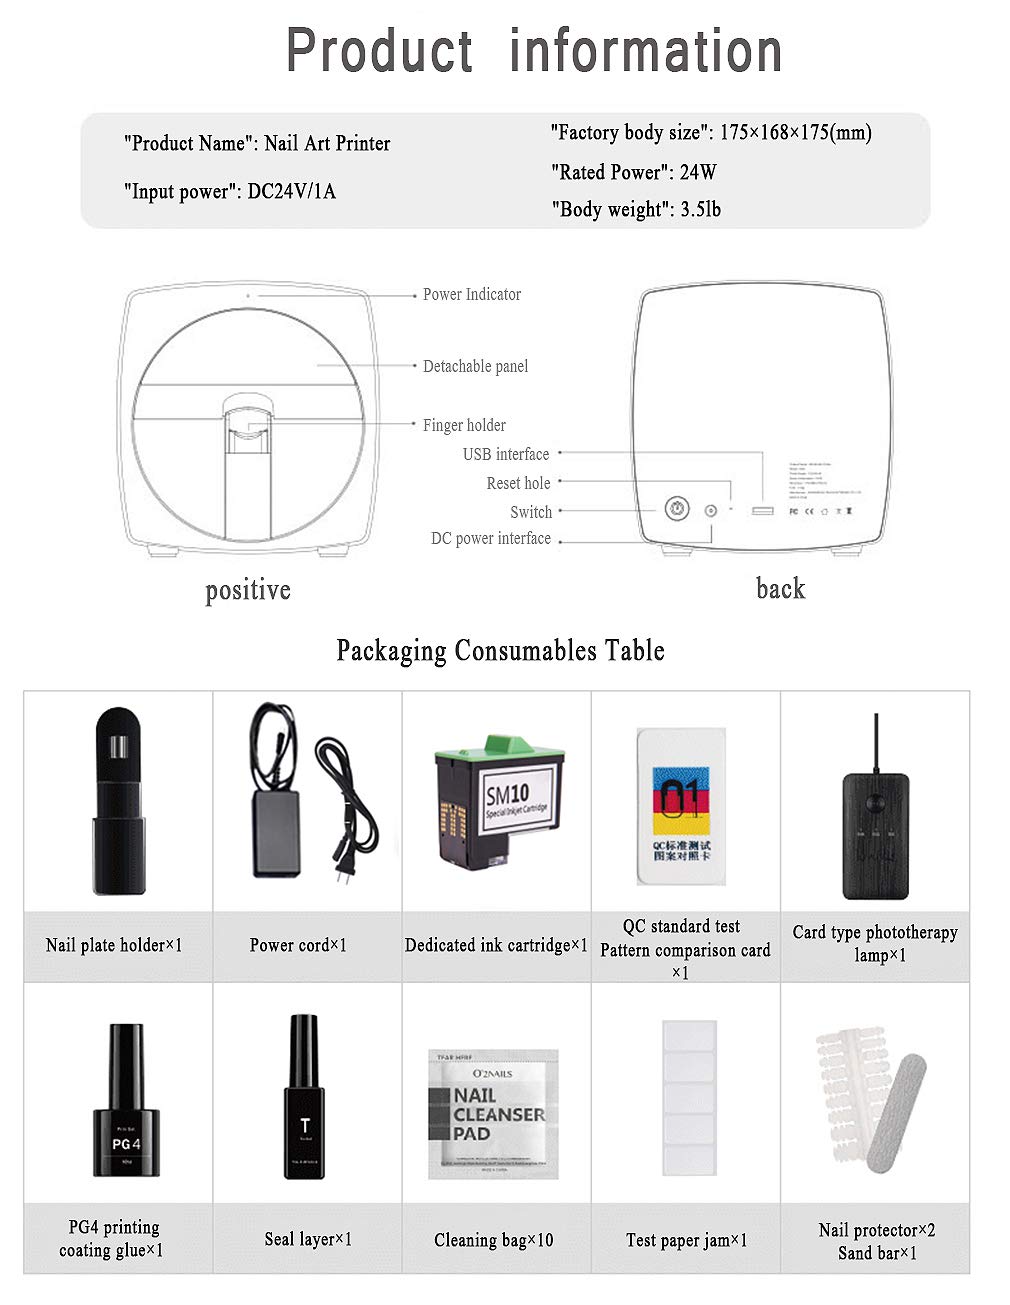 Product information
"Product Name": Nail Art Printer
"Input power": DC24V/1A
"Factory body size": 175×168×175(mm)
"Rated Power": 24W
"Body weight": 3.5lb
Power Indicator
Detachable panel
Finger holder
USB interface
Reset hole
Switch
DC power interface
positive
back
Packaging Consumables Table
SM10
Special Inkjet Cartridge
01
QC标准测试
图案对照卡
Nail plate holder×1
Power cord×1
Dedicated ink cartridge×1
QC standard test
Pattern comparison card
×1
Card type phototherapy
lamp×1
PG4
T
TEAR HERE
O'2NAILS
NAIL
CLEANSER
PAD
PG4 printing
coating glue×1
Seal layer×1
Cleaning bag×10
Test paper jam×1
Nail protector×2
Sand bar×1